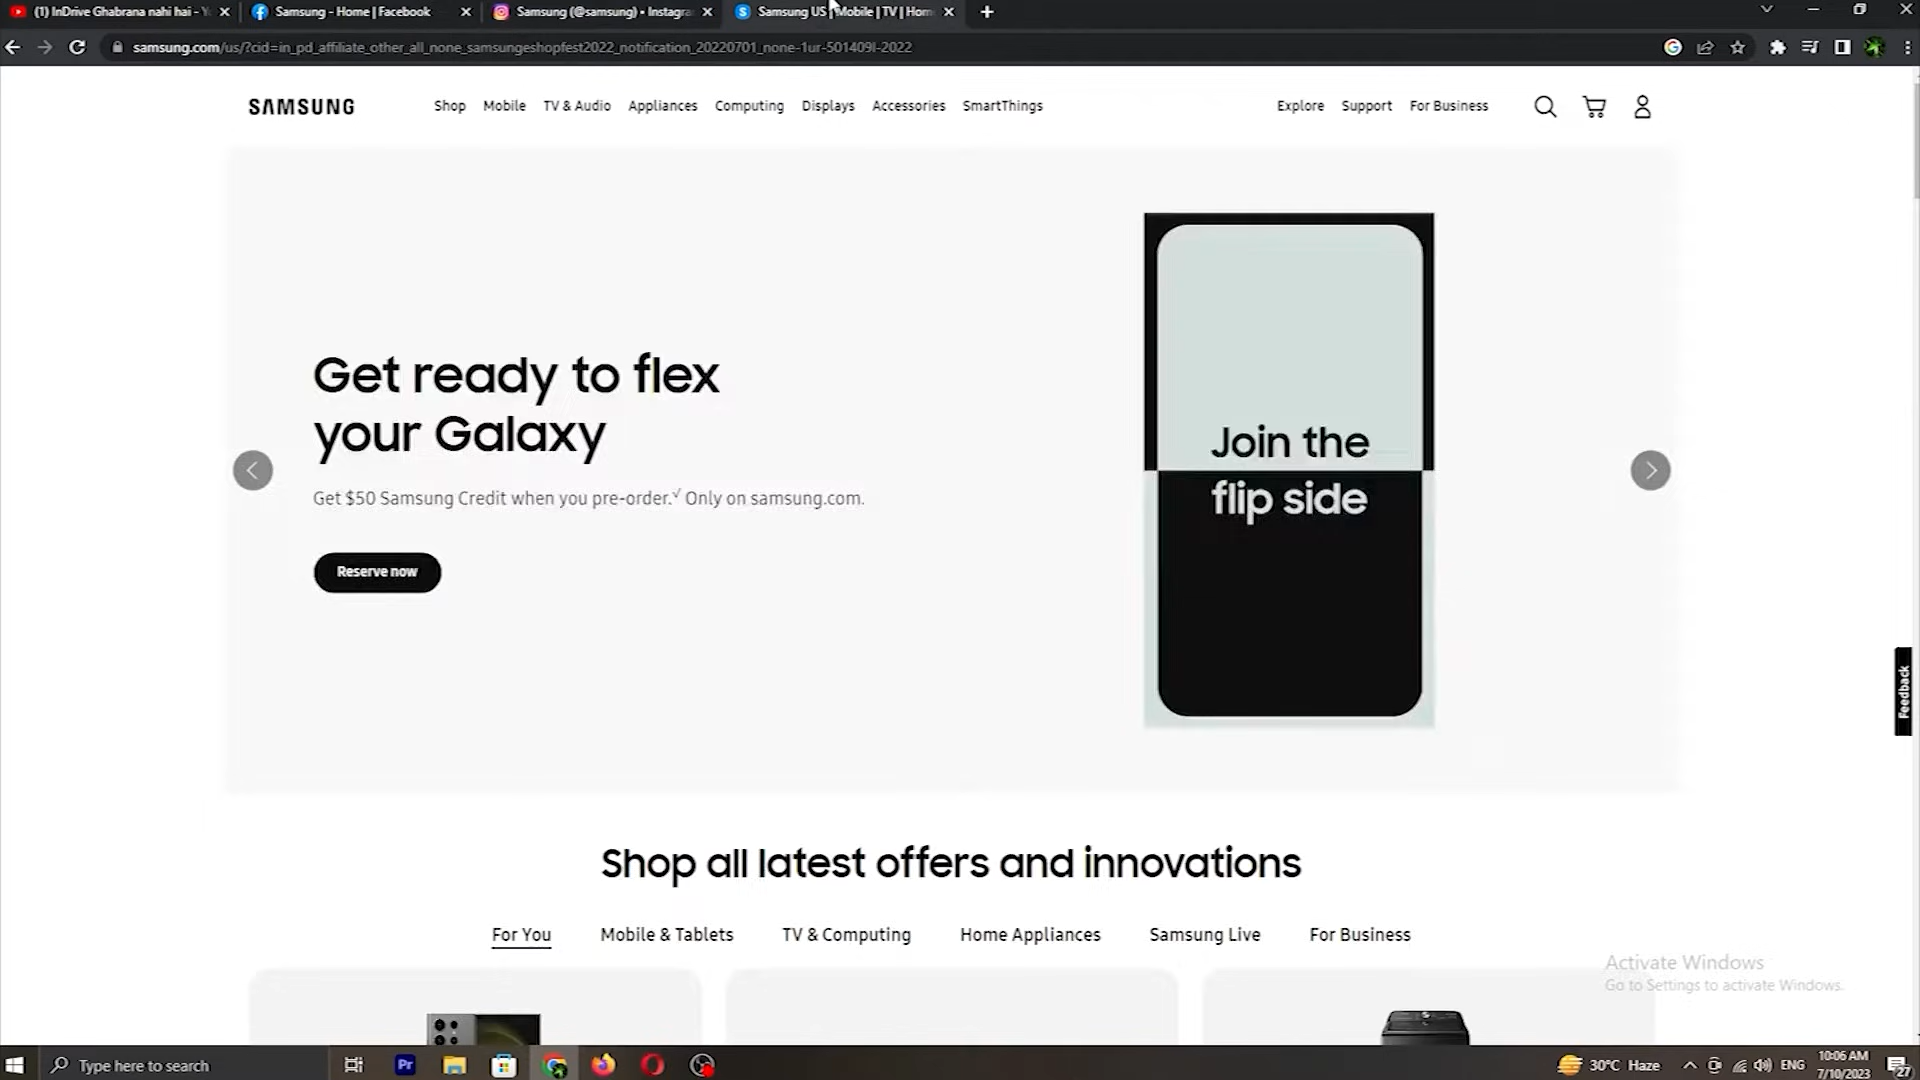 (1) InDrive Ghabrana nahi hai - Y
Samsung - Home | Facebook
Samsung (@samsung) • Instagra
Samsung US | Mobile | TV | Hom
samsung.com/us/?cid=in_pd_affiliate_other_all_none_samsungeshopfest2022_notification_20220701_none-1ur-501409l-2022
SAMSUNG
Shop Mobile TV & Audio Appliances Computing Displays Accessories SmartThings
Explore Support For Business
Get ready to flex
your Galaxy
Get $50 Samsung Credit when you pre-order.√ Only on samsung.com.
Reserve now
Join the
flip side
Feedback
Shop all latest offers and innovations
For You Mobile & Tablets TV & Computing Home Appliances Samsung Live For Business
Activate Windows
Go to Settings to activate Windows.
Type here to search
Pr
30°C Haze
ENG
10:06 AM
7/10/2023
27